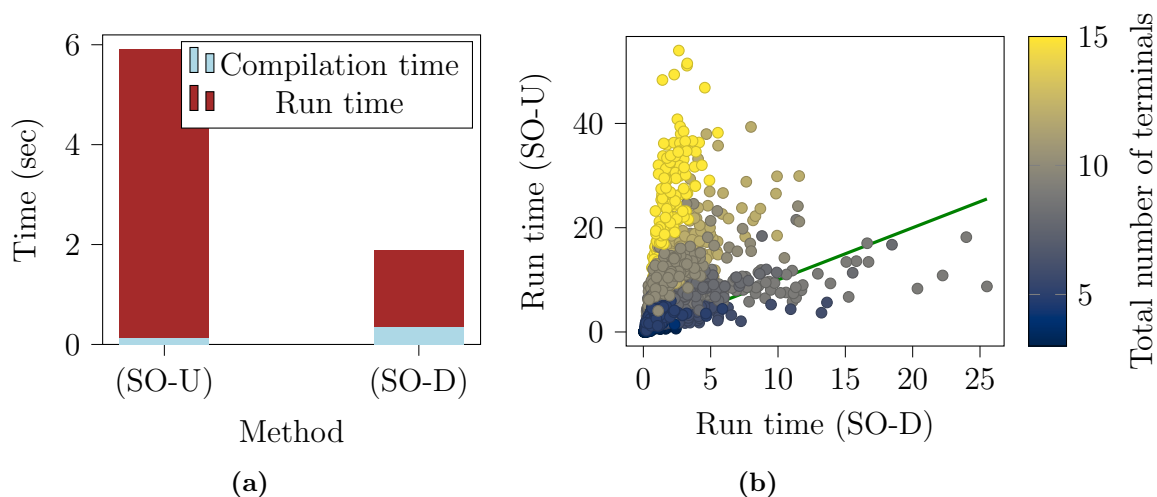 6
4
2
0
Time (sec)
Compilation time
Run time
(SO-U)
(SO-D)
Method
(a)
40
20
0
Run time (SO-U)
0
5
10
15
20
25
Run time (SO-D)
15
10
5
Total number of terminals
(b)